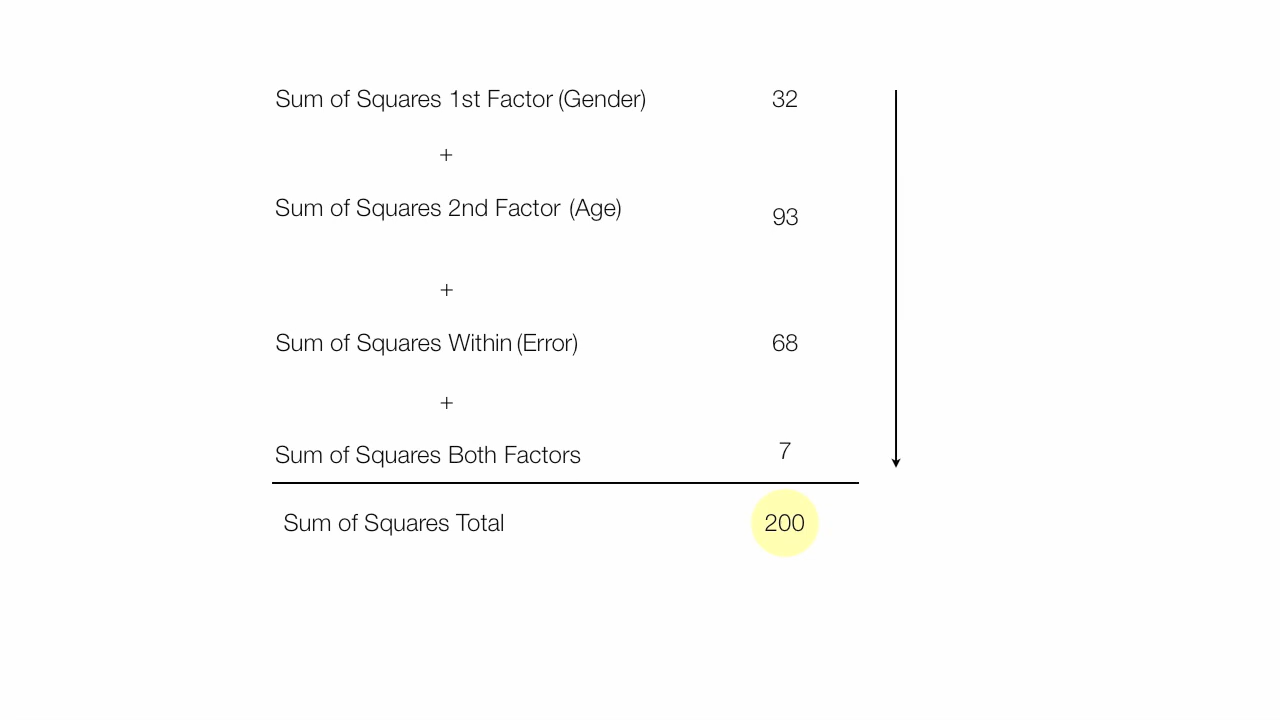 Sum of Squares 1st Factor (Gender) 32
+
Sum of Squares 2nd Factor (Age) 93
+
Sum of Squares Within (Error) 68
+
Sum of Squares Both Factors 7
Sum of Squares Total 200